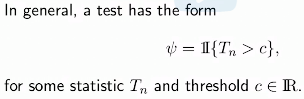 In general, a test has the form
ψ = 𝟙{Tₙ > c},
for some statistic Tₙ and threshold c ∈ ℝ.